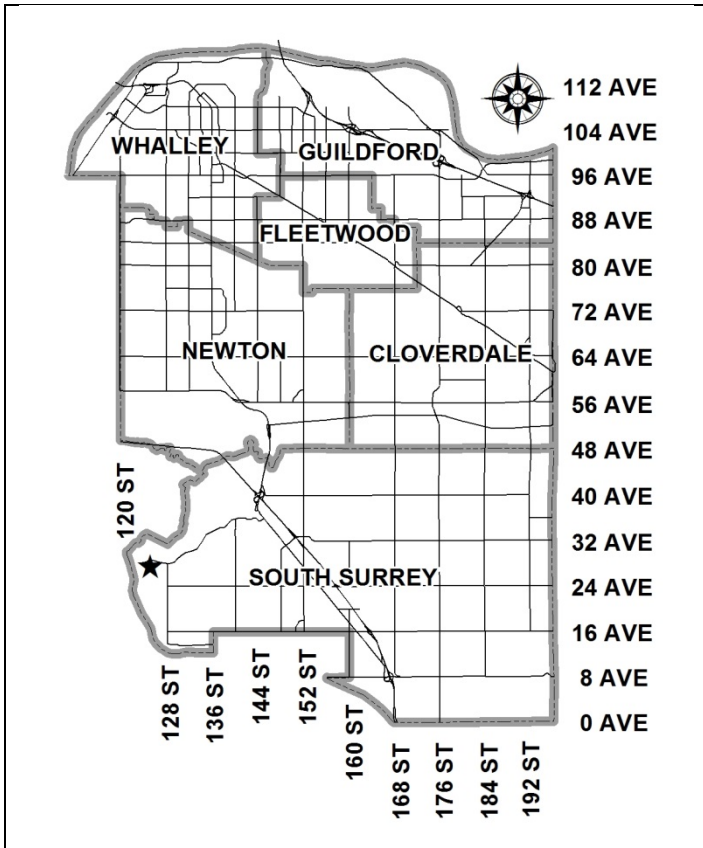 112 AVE
104 AVE
WHALLEY
GUILDFORD
96 AVE
88 AVE
FLEETWOOD
80 AVE
72 AVE
NEWTON
CLOVERDALE
64 AVE
56 AVE
48 AVE
120 ST
40 AVE
32 AVE
SOUTH SURREY
24 AVE
16 AVE
128 ST
136 ST
144 ST
152 ST
8 AVE
160 ST
0 AVE
168 ST
176 ST
184 ST
192 ST